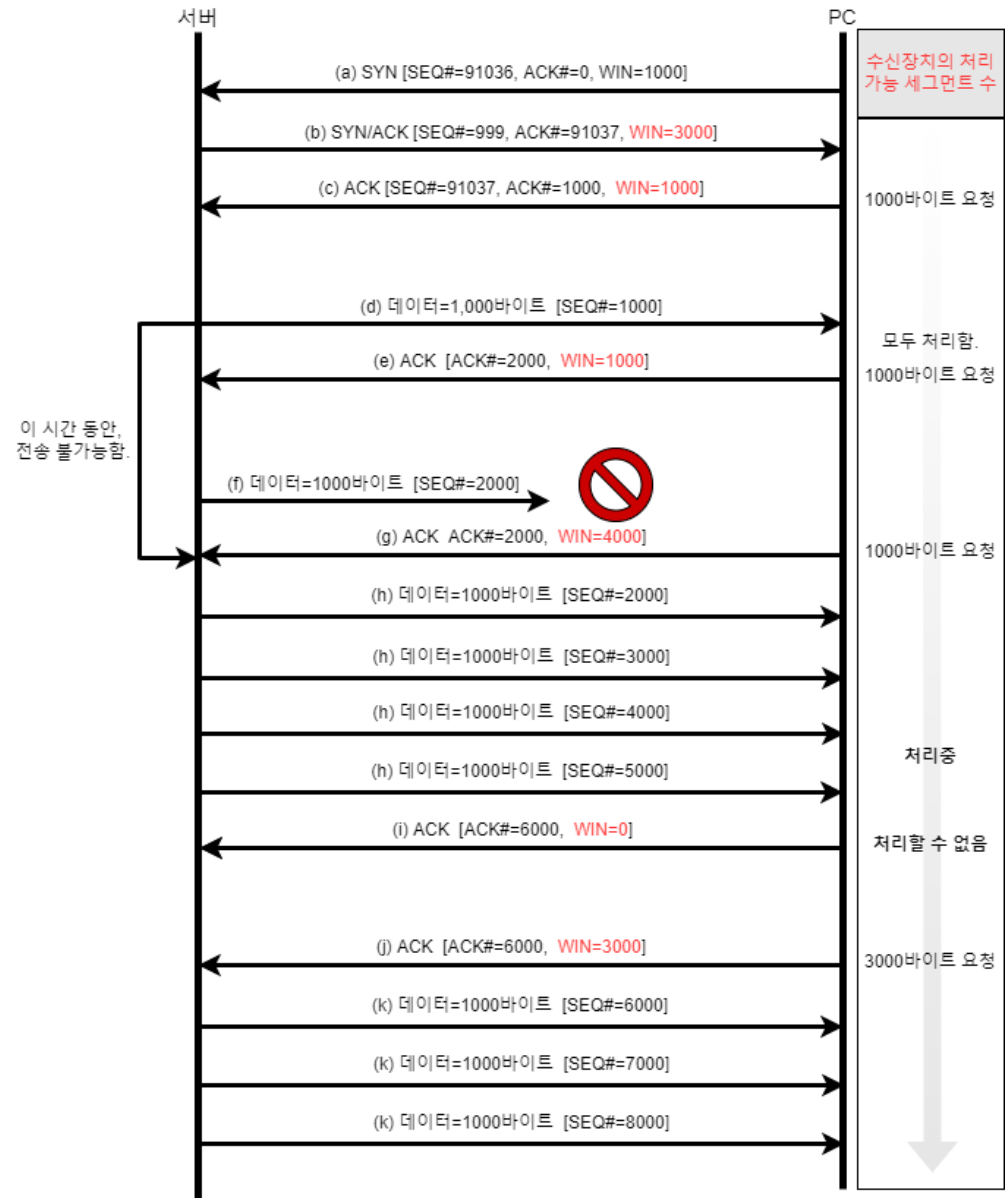 서버
PC
수신장치의 처리
가능 세그먼트 수
(a) SYN [SEQ#=91036, ACK#=0, WIN=1000]
(b) SYN/ACK [SEQ#=999, ACK#=91037, WIN=3000]
(c) ACK [SEQ#=91037, ACK#=1000, WIN=1000]
1000바이트 요청
(d) 데이터=1,000바이트 [SEQ#=1000]
모두 처리함.
(e) ACK [ACK#=2000, WIN=1000]
1000바이트 요청
이 시간 동안,
전송 불가능함.
(f) 데이터=1000바이트 [SEQ#=2000]
(g) ACK ACK#=2000, WIN=4000]
1000바이트 요청
(h) 데이터=1000바이트 [SEQ#=2000]
(h) 데이터=1000바이트 [SEQ#=3000]
(h) 데이터=1000바이트 [SEQ#=4000]
처리중
(h) 데이터=1000바이트 [SEQ#=5000]
(i) ACK [ACK#=6000, WIN=0]
처리할 수 없음
(j) ACK [ACK#=6000, WIN=3000]
3000바이트 요청
(k) 데이터=1000바이트 [SEQ#=6000]
(k) 데이터=1000바이트 [SEQ#=7000]
(k) 데이터=1000바이트 [SEQ#=8000]